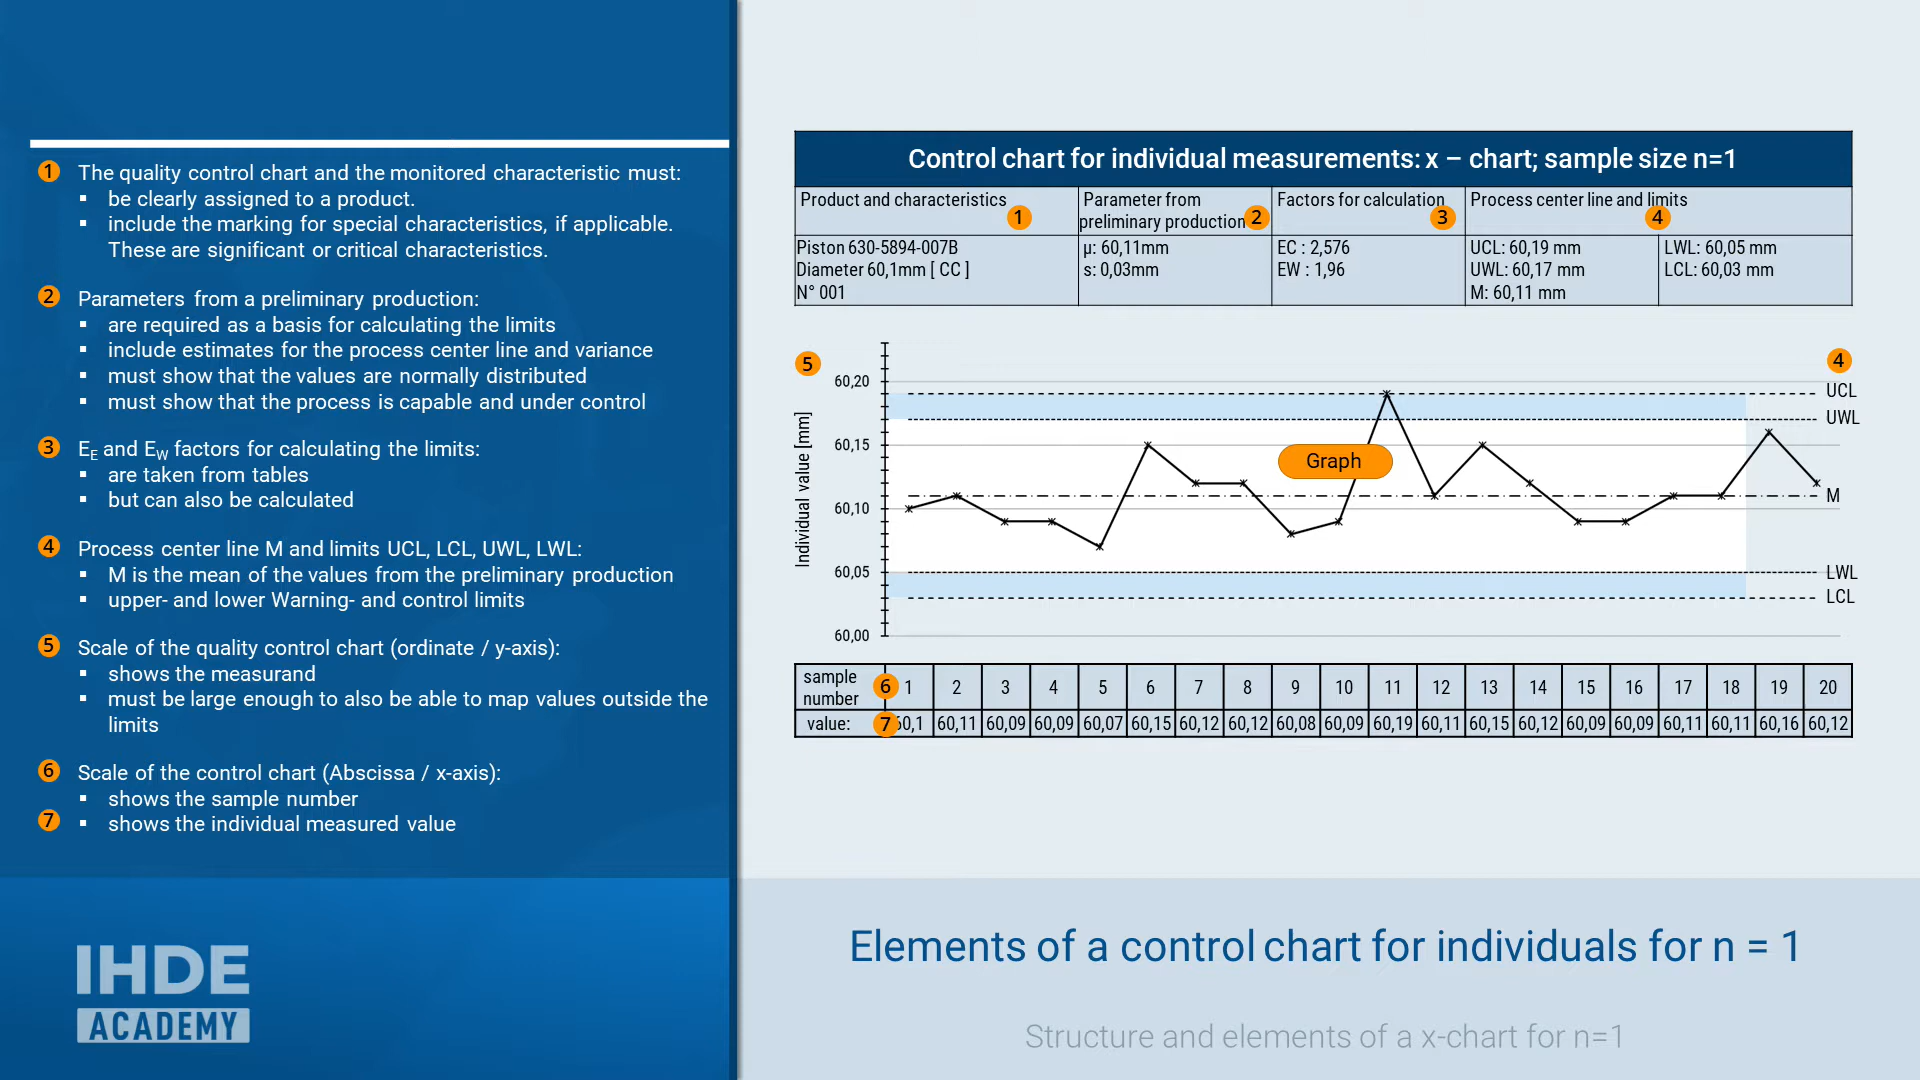 1 The quality control chart and the monitored characteristic must:
▪ be clearly assigned to a product.
▪ include the marking for special characteristics, if applicable.
These are significant or critical characteristics.
2 Parameters from a preliminary production:
▪ are required as a basis for calculating the limits
▪ include estimates for the process center line and variance
▪ must show that the values are normally distributed
▪ must show that the process is capable and under control
3 EE and EW factors for calculating the limits:
▪ are taken from tables
▪ but can also be calculated
4 Process center line M and limits UCL, LCL, UWL, LWL:
▪ M is the mean of the values from the preliminary production
▪ upper- and lower Warning- and control limits
5 Scale of the quality control chart (ordinate / y-axis):
▪ shows the measurand
▪ must be large enough to also be able to map values outside the
limits
6 Scale of the control chart (Abscissa / x-axis):
▪ shows the sample number
7 ▪ shows the individual measured value
IHDE
ACADEMY
Control chart for individual measurements: x – chart; sample size n=1
Product and characteristics 1
Parameter from
preliminary production 2
Factors for calculation
3
Process center line and limits
4
Piston 630-5894-007B
Diameter 60,1mm [ CC ]
N° 001
µ: 60,11mm
s: 0,03mm
EC : 2,576
EW : 1,96
UCL: 60,19 mm
UWL: 60,17 mm
M: 60,11 mm
LWL: 60,05 mm
LCL: 60,03 mm
5
Individual value [mm]
60,20
60,15
60,10
60,05
60,00
Graph
4
UCL
UWL
M
LWL
LCL
sample
number 6 1 2 3 4 5 6 7 8 9 10 11 12 13 14 15 16 17 18 19 20
value: 7 60,1 60,11 60,09 60,09 60,07 60,15 60,12 60,12 60,08 60,09 60,19 60,11 60,15 60,12 60,09 60,09 60,11 60,11 60,16 60,12
Elements of a control chart for individuals for n = 1
Structure and elements of a x-chart for n=1